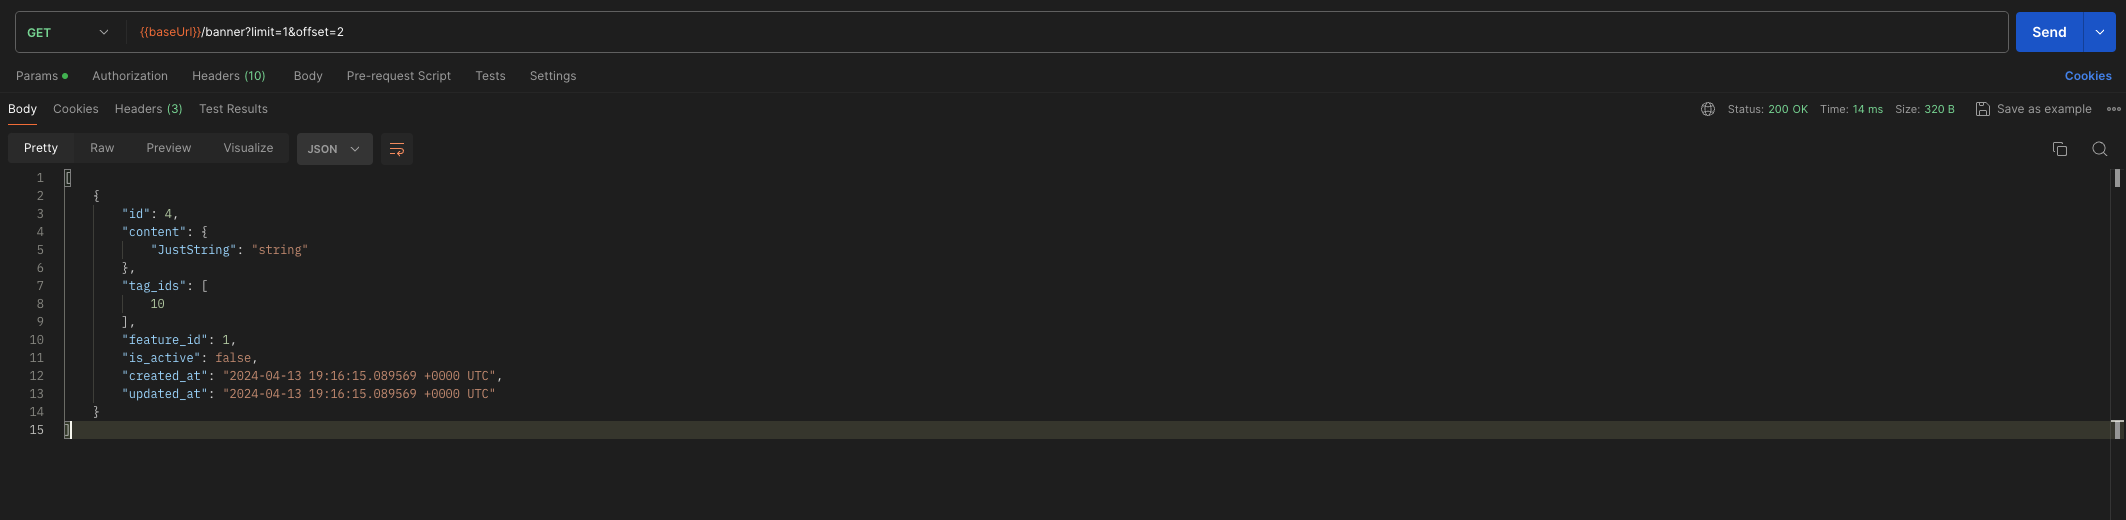 GET {{baseUrl}}/banner?limit=1&offset=2 Send
Params Authorization Headers (10) Body Pre-request Script Tests Settings Cookies
Body Cookies Headers (3) Test Results Status: 200 OK Time: 14 ms Size: 320 B Save as example
Pretty Raw Preview Visualize JSON
1 [
2 {
3 "id": 4,
4 "content": {
5 "JustString": "string"
6 },
7 "tag_ids": [
8 10
9 ],
10 "feature_id": 1,
11 "is_active": false,
12 "created_at": "2024-04-13 19:16:15.089569 +0000 UTC",
13 "updated_at": "2024-04-13 19:16:15.089569 +0000 UTC"
14 }
15 ]